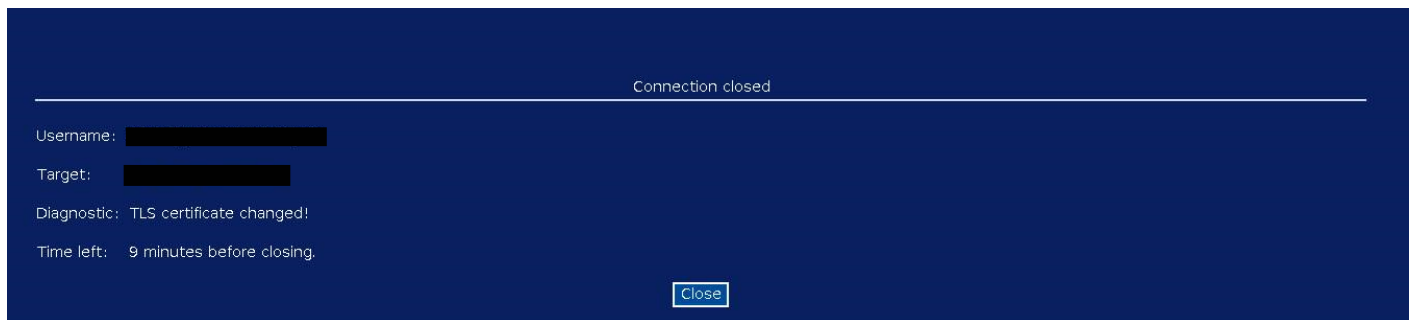 Connection closed
Username:
Target:
Diagnostic: TLS certificate changed!
Time left: 9 minutes before closing.
Close